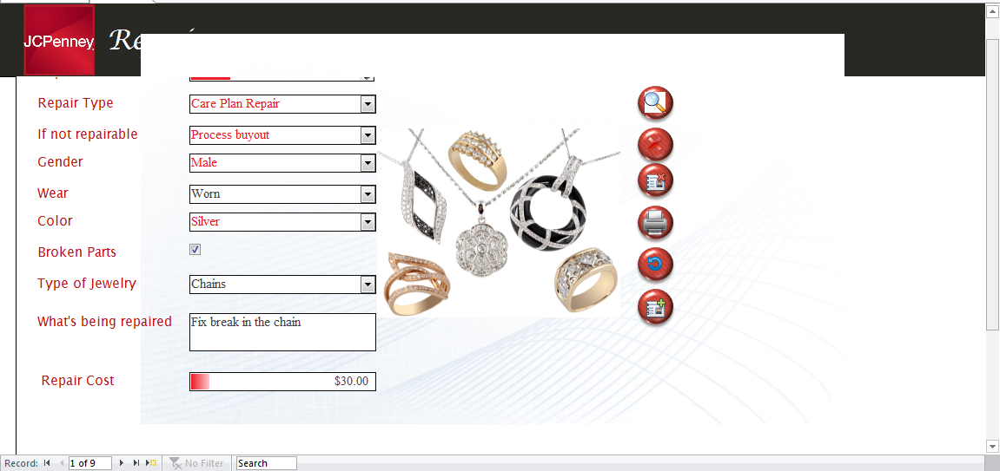 JCPenney
Repair Type
Care Plan Repair
If not repairable
Process buyout
Gender
Male
Wear
Worn
Color
Silver
Broken Parts
Type of Jewelry
Chains
What's being repaired
Fix break in the chain
Repair Cost
$30.00
Record:
1 of 9
No Filter
Search